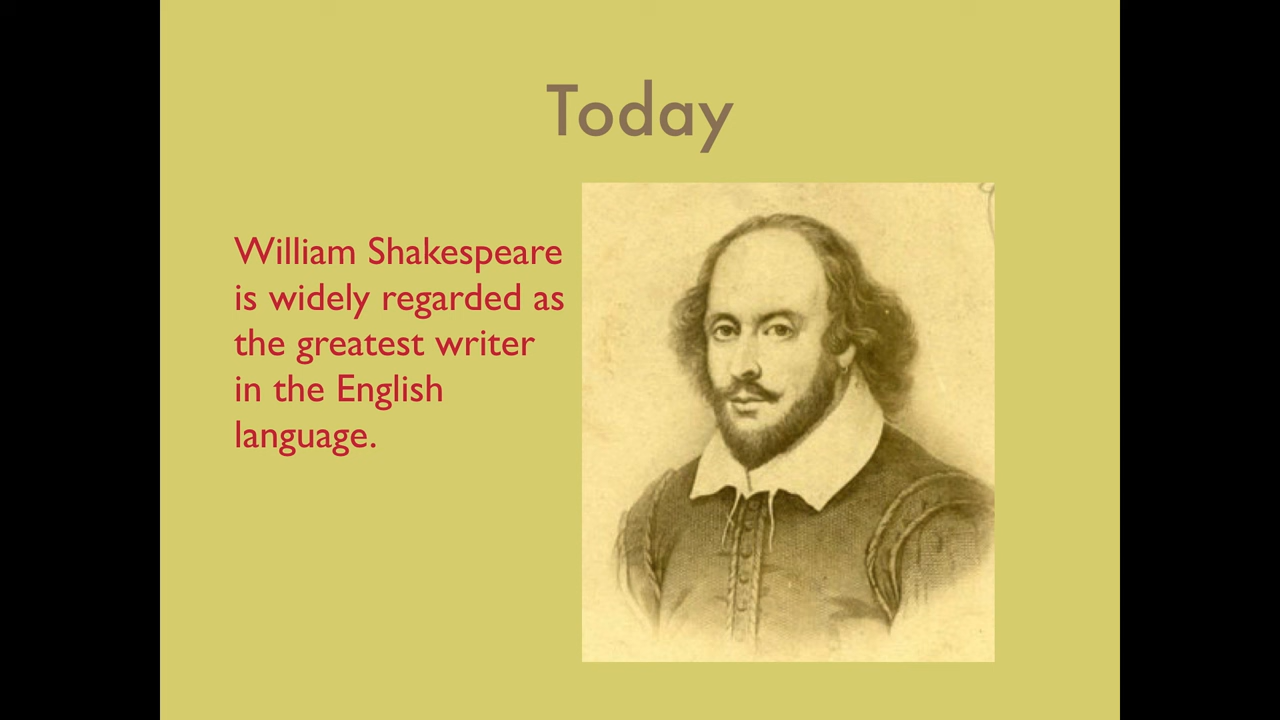 Today
William Shakespeare
is widely regarded as
the greatest writer
in the English
language.